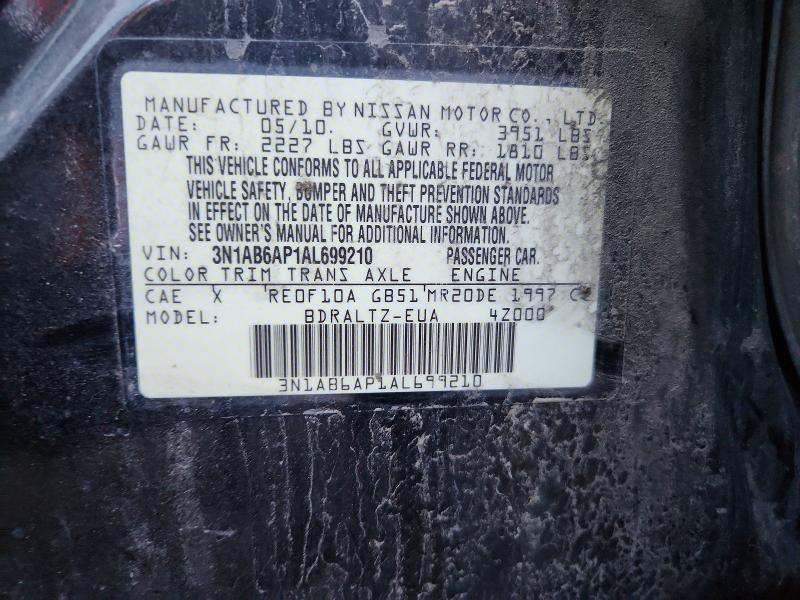 MANUFACTURED BY NISSAN MOTOR CO., LTD.
DATE: 05/10. GVWR: 3951 LBS
GAWR FR: 2227 LBS GAWR RR: 1810 LBS
THIS VEHICLE CONFORMS TO ALL APPLICABLE FEDERAL MOTOR
VEHICLE SAFETY, BUMPER AND THEFT PREVENTION STANDARDS
IN EFFECT ON THE DATE OF MANUFACTURE SHOWN ABOVE.
SEE OWNER'S MANUAL FOR ADDITIONAL INFORMATION.
VIN: 3N1AB6AP1AL699210 PASSENGER CAR.
COLOR TRIM TRANS AXLE ENGINE
CAE X 'RE0F10A GB51'MR20DE 1997
MODEL: BDRALTZ-EUA 4Z000
3N1AB6AP1AL699210